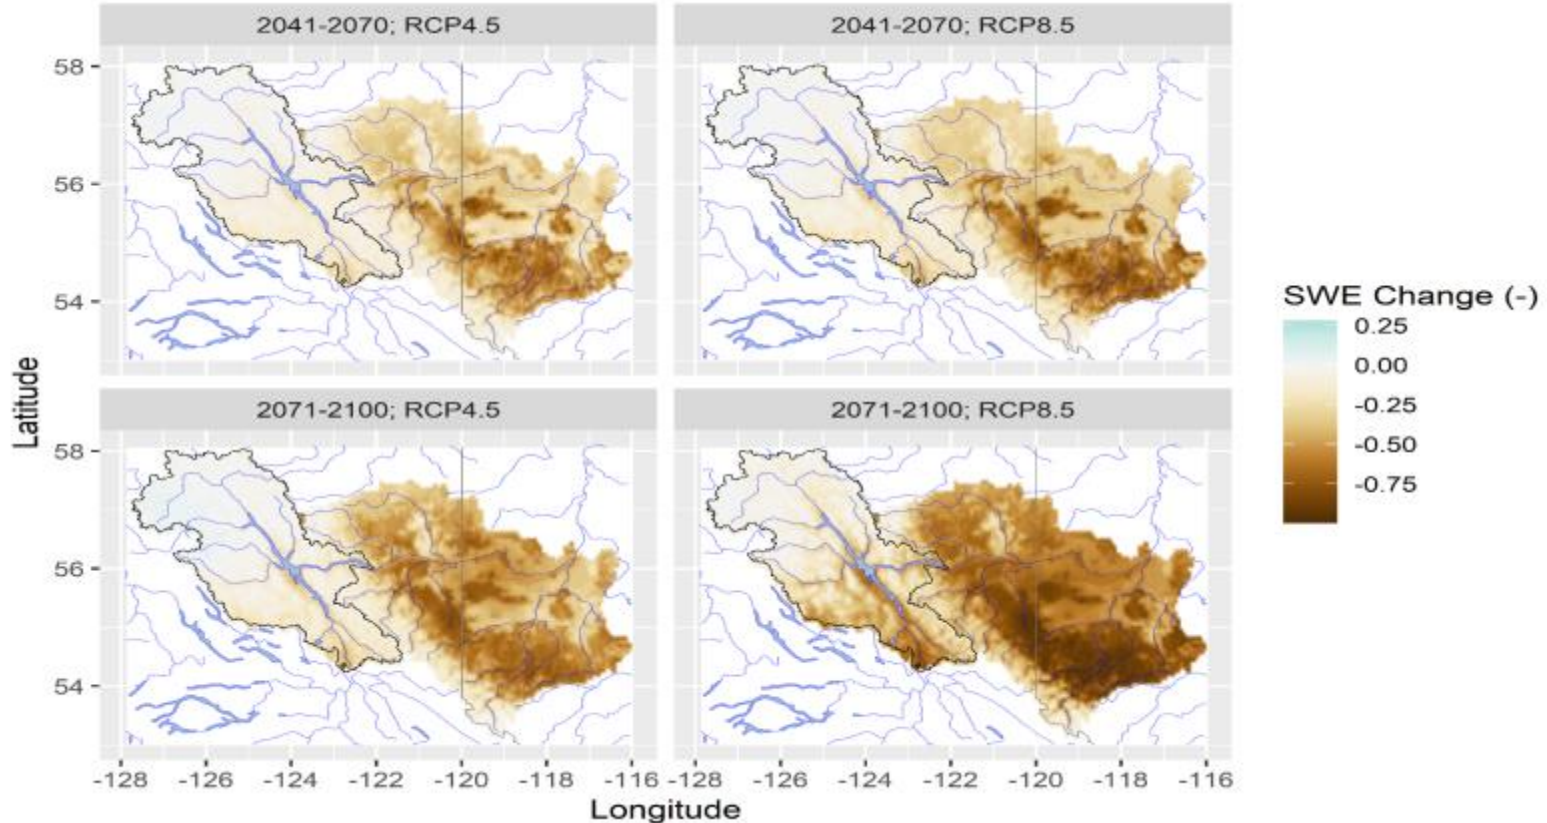 2041-2070; RCP4.5
2041-2070; RCP8.5
58
56
54
2071-2100; RCP4.5
2071-2100; RCP8.5
58
56
54
-128 -126 -124 -122 -120 -118 -116
-128 -126 -124 -122 -120 -118 -116
Longitude
Latitude
SWE Change (-)
0.25
0.00
-0.25
-0.50
-0.75